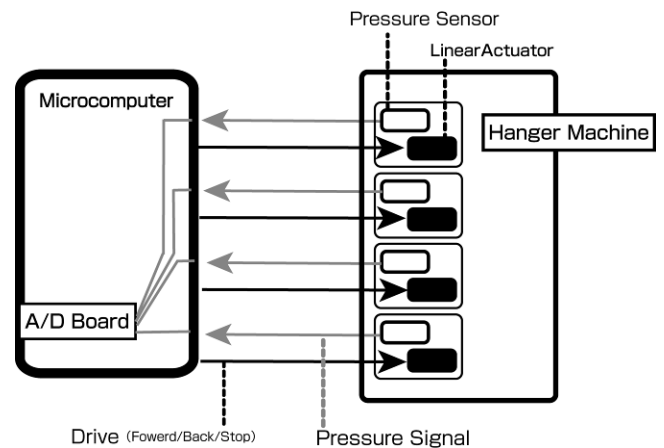 Pressure Sensor
LinearActuator
Microcomputer
Hanger Machine
A/D Board
Drive (Fowerd/Back/Stop)
Pressure Signal